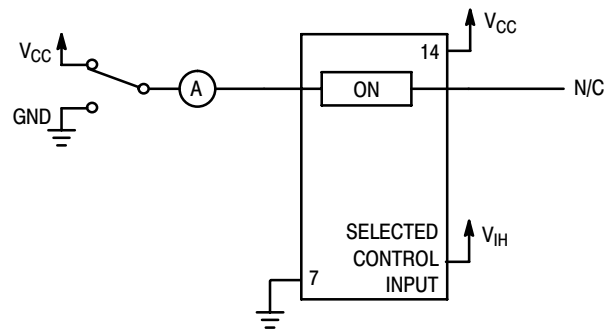 VCC
GND
A
14
VCC
ON
N/C
SELECTED
CONTROL
INPUT
VIH
7